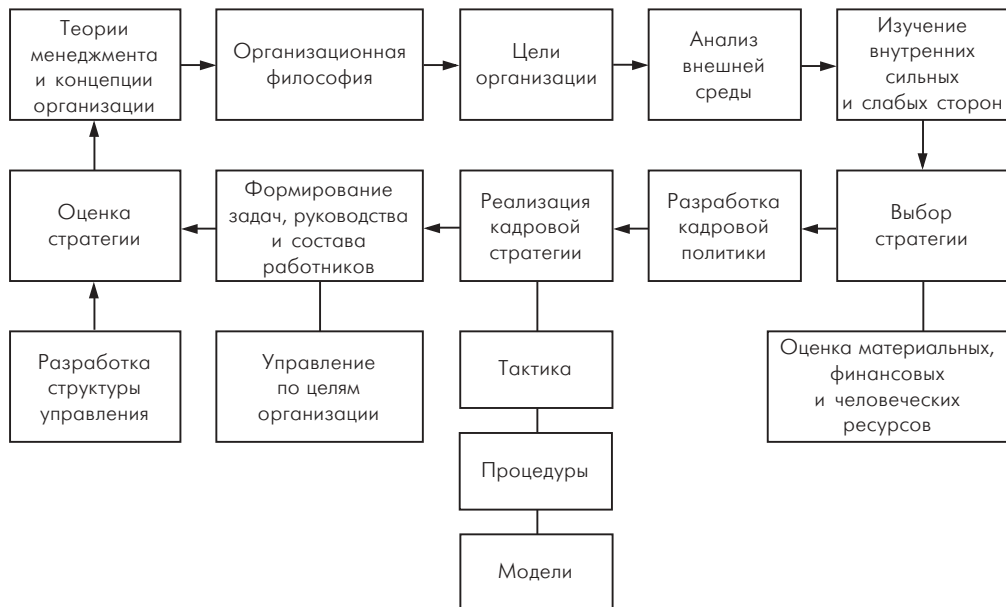 Теории
менеджмента
и концепции
организации
Организационная
философия
Цели
организации
Анализ
внешней
среды
Изучение
внутренних
сильных
и слабых сторон
Оценка
стратегии
Формирование
задач, руководства
и состава
работников
Реализация
кадровой
стратегии
Разработка
кадровой
политики
Выбор
стратегии
Разработка
структуры
управления
Управление
по целям
организации
Тактика
Оценка материальных,
финансовых
и человеческих
ресурсов
Процедуры
Модели